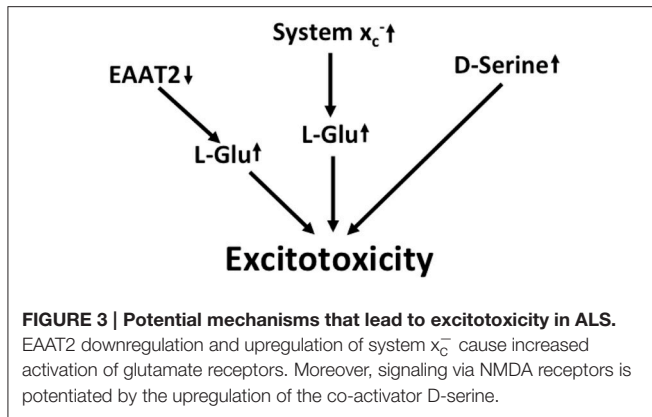 System x_c^-↑
EAAT2↓
D-Serine↑
L-Glu↑
L-Glu↑
Excitotoxicity
FIGURE 3 | Potential mechanisms that lead to excitotoxicity in ALS.
EAAT2 downregulation and upregulation of system x_C^− cause increased
activation of glutamate receptors. Moreover, signaling via NMDA receptors is
potentiated by the upregulation of the co-activator D-serine.